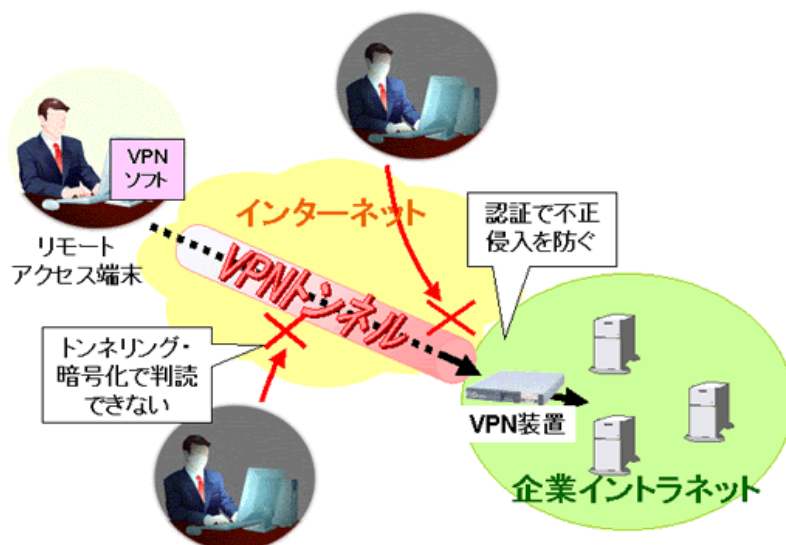 VPN
ソフト
リモート
アクセス端末
インターネット
VPNトンネル
認証で不正
侵入を防ぐ
トンネリング・
暗号化で判読
できない
VPN装置
企業イントラネット